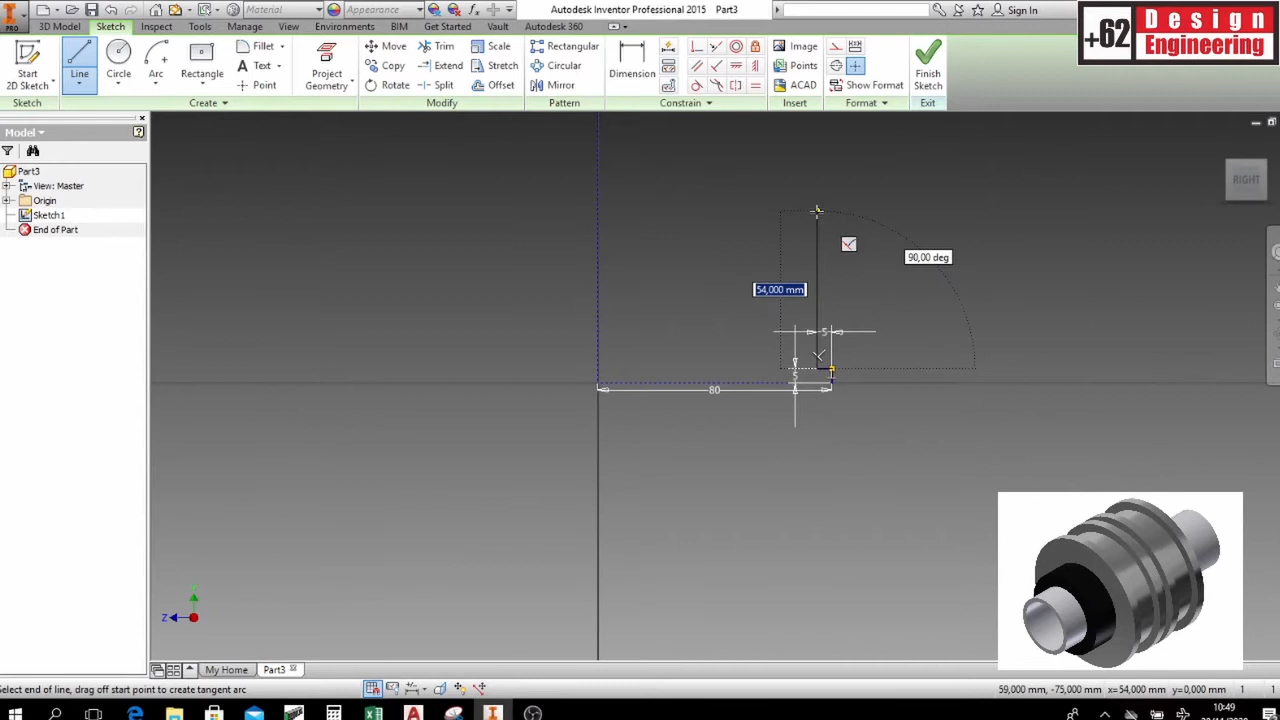 Material
Appearance
Autodesk Inventor Professional 2015 Part3
Sign In
PRO
3D Model Sketch Inspect Tools Manage View Environments BIM Get Started Vault Autodesk 360
+62 Design Engineering
Start 2D Sketch
Line
Circle
Arc
Rectangle
Fillet
Text
Point
Project Geometry
Move
Copy
Rotate
Trim
Extend
Split
Scale
Stretch
Offset
Rectangular
Circular
Mirror
Dimension
Image
Points
ACAD
Show Format
Finish Sketch
Sketch Create Modify Pattern Constrain Insert Format Exit
Model
Part3
View: Master
Origin
Sketch1
End of Part
RIGHT
90,00 deg
54,000 mm
5
5
80
Z
My Home Part3
Select end of line, drag off start point to create tangent arc
59,000 mm, -75,000 mm x=54,000 mm y=0,000 mm 1 1
10:49